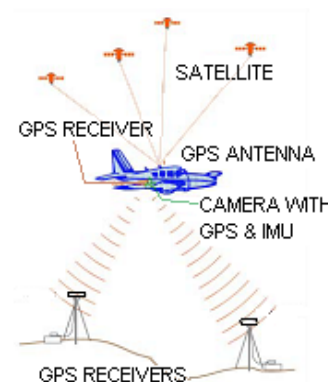 SATELLITE
GPS RECEIVER
GPS ANTENNA
CAMERA WITH
GPS & IMU
GPS RECEIVERS